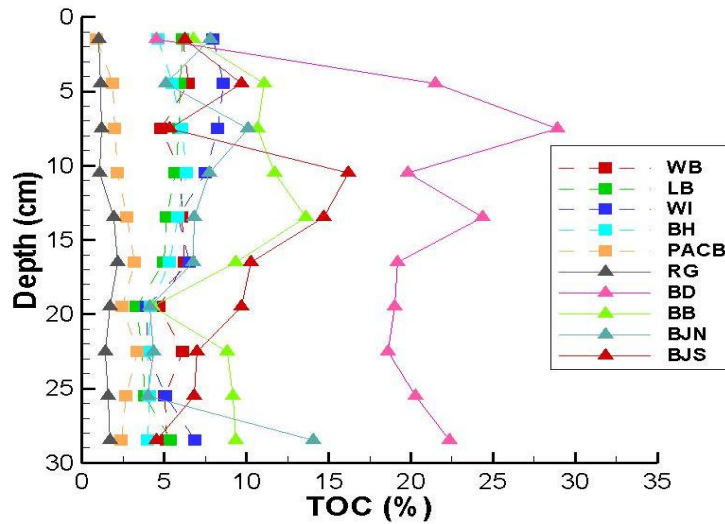 0
5
10
15
20
25
30
Depth (cm)
0 5 10 15 20 25 30 35
TOC (%)
WB
LB
WI
BH
PACB
RG
BD
BB
BJN
BJS